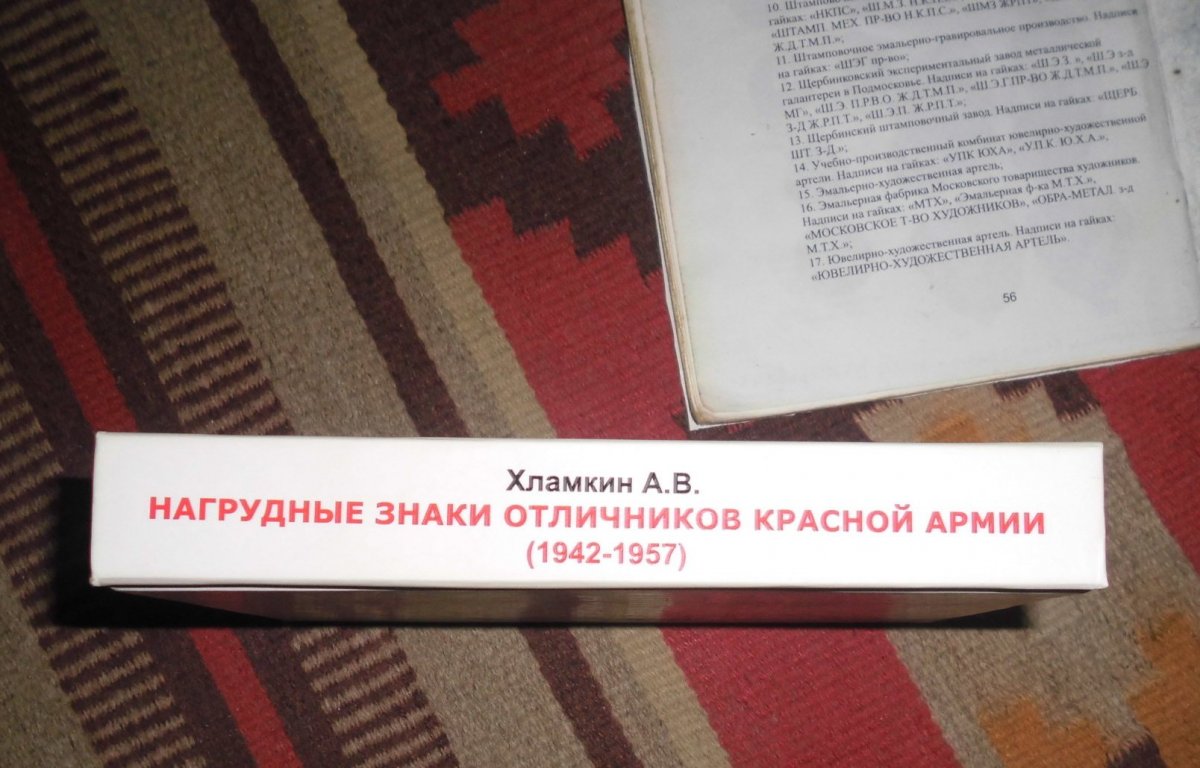 10. Штампово
гайках: «НКПС», «Ш.М.З.
«ШТАМП. МЕХ. ПР-ВО Н.К.П.С.», «ШМЗ ЖРПТ»,
Ж.Д.Т.М.П.»;
11. Штамповочное эмальерно-гравировальное производство. Надписи
на гайках: «ШЭГ пр-во»;
12. Щербинковский экспериментальный завод металлической
галантереи в Подмосковье. Надписи на гайках: «Ш.Э З. », «Ш.Э з-д
МГ», «Ш.Э. П.Р.В.О. Ж.Д.Т.М.П.», «Ш.Э Г.ПР-ВО Ж.Д.Т.М.П.», «Ш.Э
З-Д Ж.Р.П.Т.», «Ш.Э.П. Ж.Р.П.Т.»;
13. Щербинский штамповочный завод. Надписи на гайках: «ЩЕРБ
ШТ. З-Д.»;
14. Учебно-производственный комбинат ювелирно-художественной
артели. Надписи на гайках: «УПК ЮХА», «УП.К. Ю.Х.А.»,
15. Эмальерно-художественная артель;
16. Эмальерная фабрика Московского товарищества художников.
Надписи на гайках: «МТХ», «Эмальерная ф-ка М.Т.Х.»,
«МОСКОВСКОЕ Т-ВО ХУДОЖНИКОВ», «ОБРА-МЕТАЛ. з-д
М.Т.Х.»;
17. Ювелирно-художественная артель. Надписи на гайках:
«ЮВЕЛИРНО-ХУДОЖЕСТВЕННАЯ АРТЕЛЬ».
56
Хламкин А.В.
НАГРУДНЫЕ ЗНАКИ ОТЛИЧНИКОВ КРАСНОЙ АРМИИ
(1942-1957)